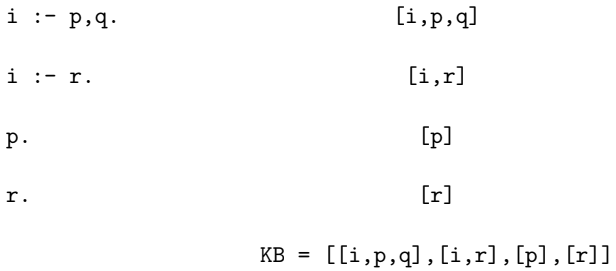 i :- p,q. [i,p,q]
i :- r. [i,r]
p. [p]
r. [r]
KB = [[i,p,q],[i,r],[p],[r]]